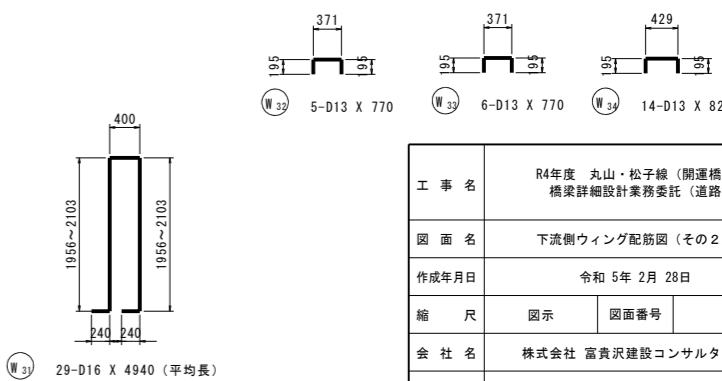 371
195
195
W32 5-D13 X 770
371
195
195
W33 6-D13 X 770
429
195
195
W34 14-D13 X 82
400
1956~2103
1956~2103
240
240
W31 29-D16 X 4940 (平均長)
工 事 名
R4年度 丸山・松子線（開運橋
橋梁詳細設計業務委託（道路
図 面 名
下流側ウィング配筋図（その２
作成年月日
令和 5年 2月 28日
縮 尺
図示
図面番号
会 社 名
株式会社 富貴沢建設コンサルタ